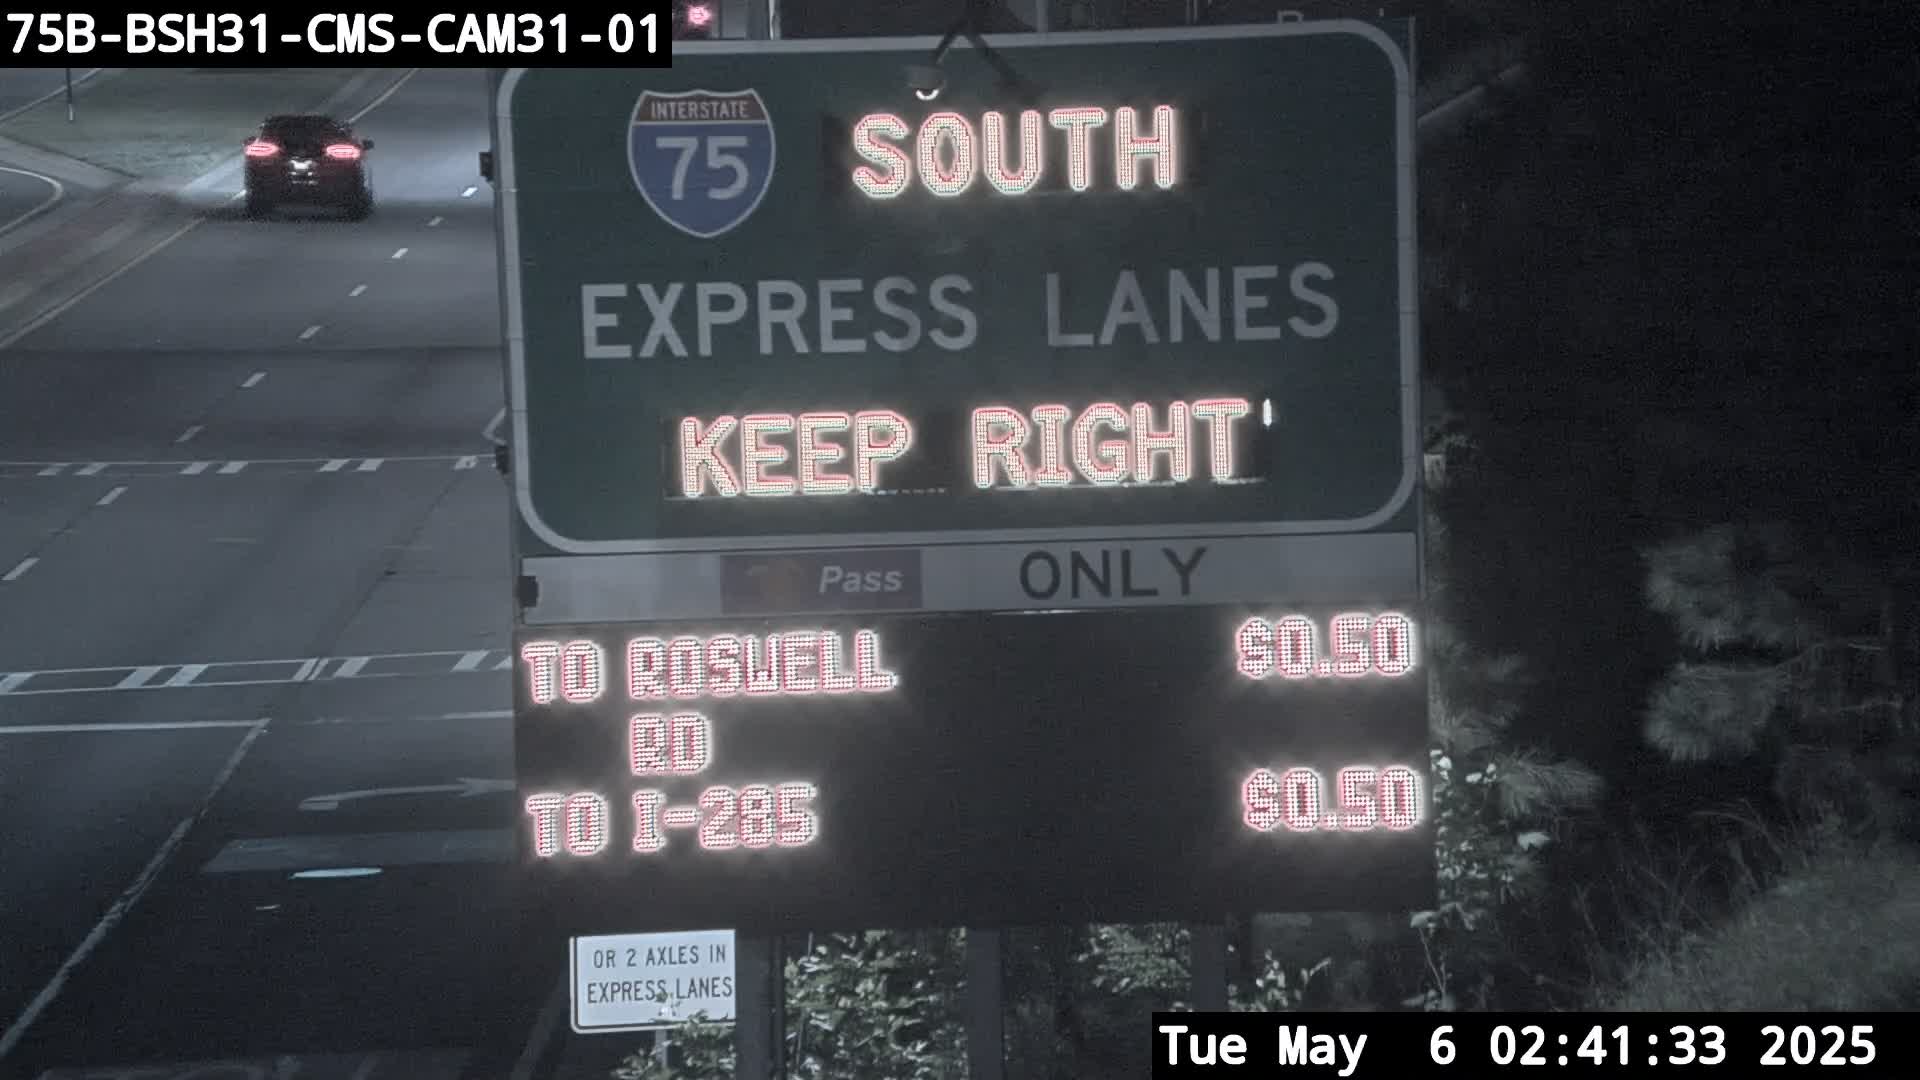 75B-BSH31-CMS-CAM31-01
INTERSTATE
75
SOUTH
EXPRESS LANES
KEEP RIGHT
Pass ONLY
TO ROSWELL $0.50
RD
TO I-285 $0.50
OR 2 AXLES IN
EXPRESS LANES
Tue May 6 02:41:33 2025